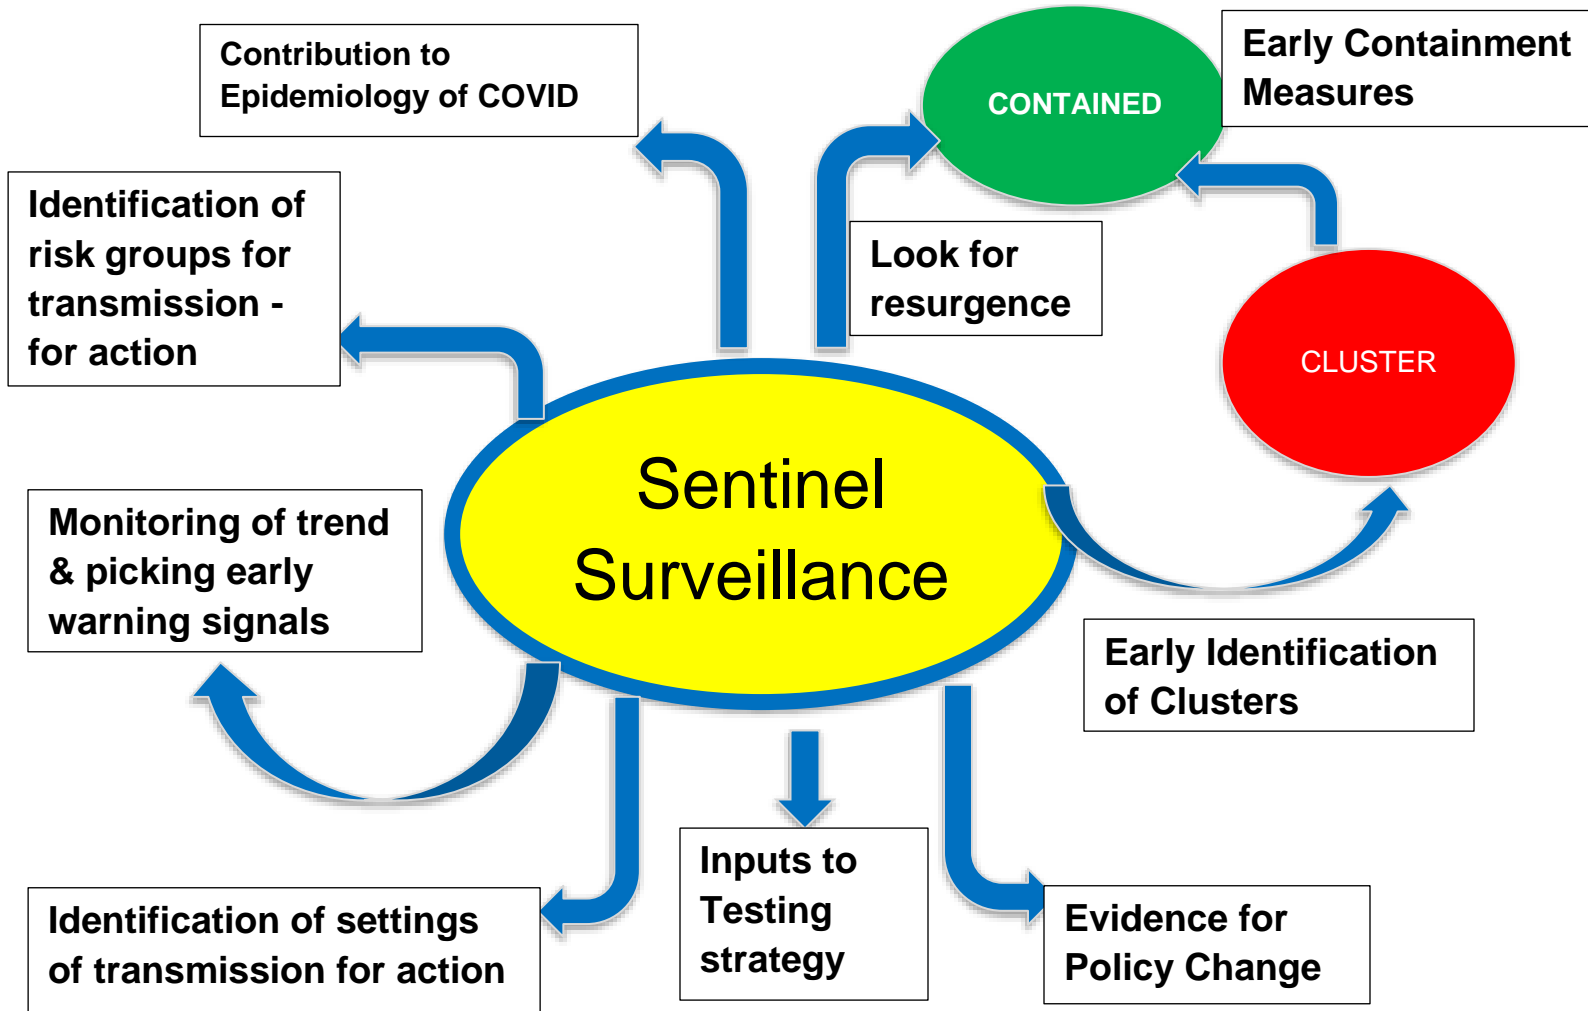 Contribution to
Epidemiology of COVID
CONTAINED
Early Containment
Measures
Identification of
risk groups for
transmission -
for action
Look for
resurgence
CLUSTER
Sentinel
Surveillance
Monitoring of trend
& picking early
warning signals
Early Identification
of Clusters
Identification of settings
of transmission for action
Inputs to
Testing
strategy
Evidence for
Policy Change